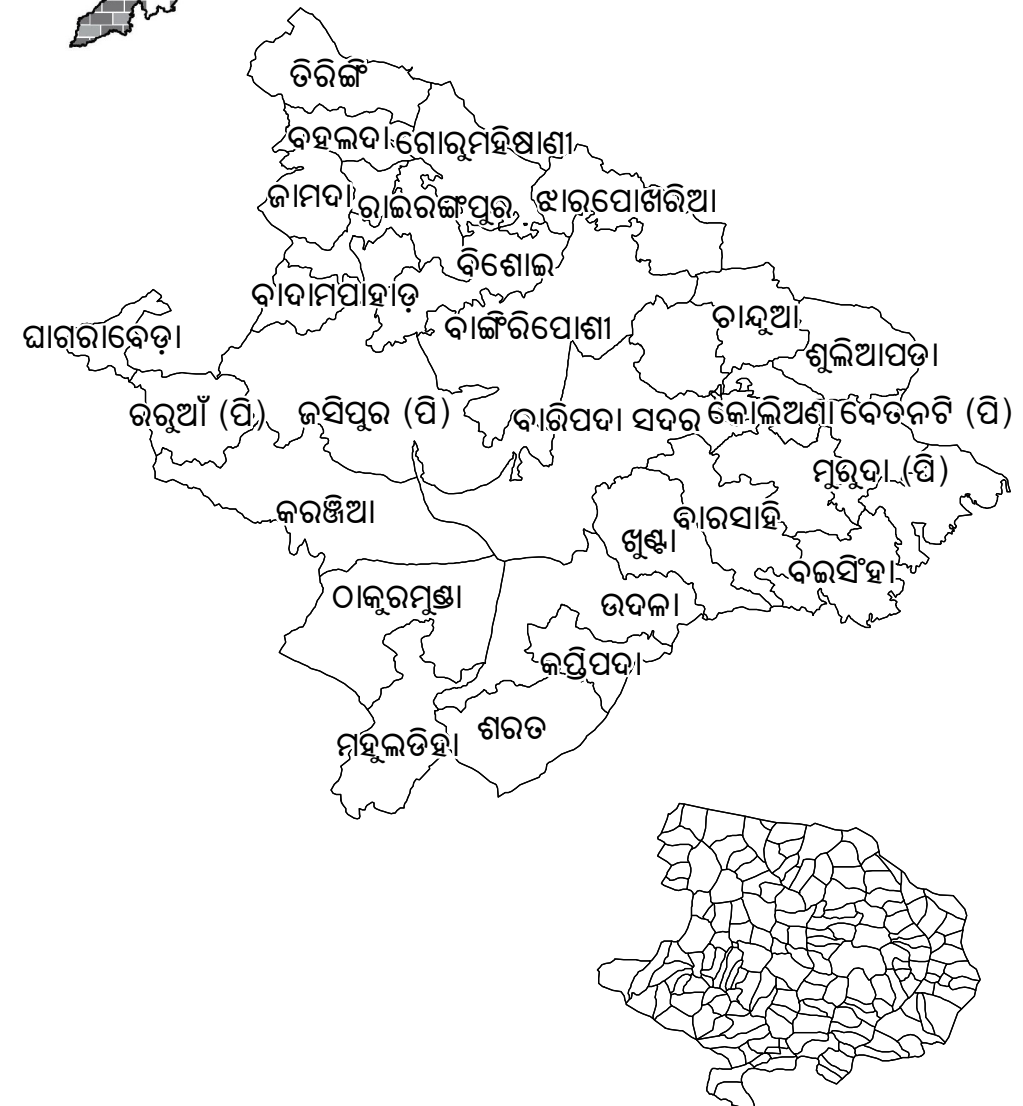 ତିରିଙ୍ଗି
ବହଲଦା ଗୋରୁମହିଷାଣୀ
ଜାମଦା ରାଇରଙ୍ଗପୁର ଝାରପୋଖରିଆ
ବିଶୋଇ
ବାଦାମପାହାଡ଼
ଘାଗରାବେଡ଼ା ବାଙ୍ଗିରିପୋଶୀ ଚାନ୍ଦୁଆ
ଶୁଲିଆପଡା
ରରୁଆଁ (ପି) ଜସିପୁର (ପି) ବାରିପଦା ସଦର କୋଲିଅଣା ବେତନଟି (ପି)
ମୁରୁଦା (ପି)
କରଞ୍ଜିଆ ଖୁଣ୍ଟା ବାରସାହି
ବଇସିଂହା
ଠାକୁରମୁଣ୍ଡା ଉଦଳା
କପ୍ତିପଦା
ମହୁଲଡିହା ଶରତ